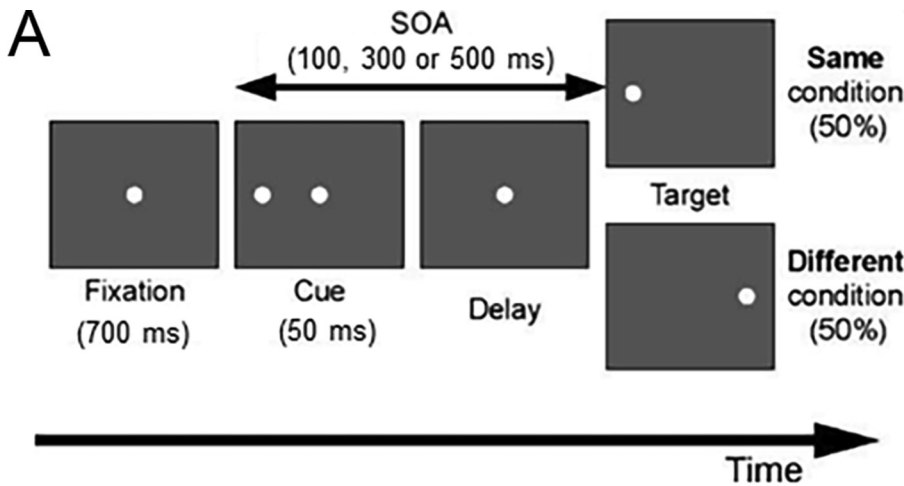 A
SOA
(100, 300 or 500 ms)
Same
condition
(50%)
Target
Fixation
(700 ms)
Cue
(50 ms)
Delay
Different
condition
(50%)
Time